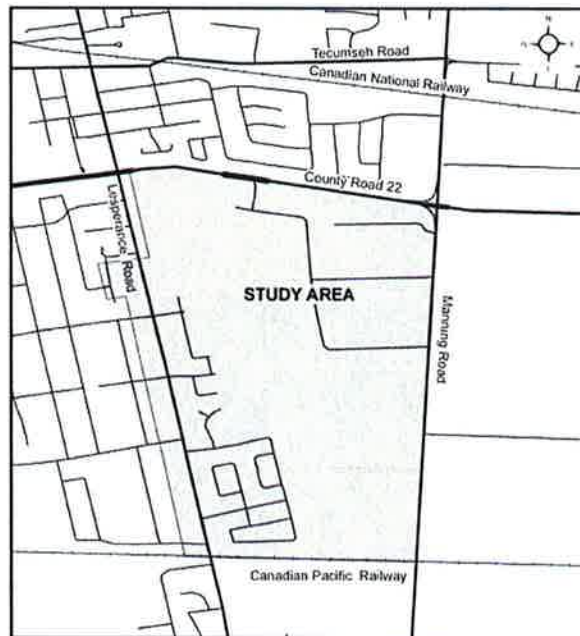 N
Tecumseh Road
Canadian National Railway
County Road 22
Lesperance Road
STUDY AREA
Manning Road
Canadian Pacific Railway